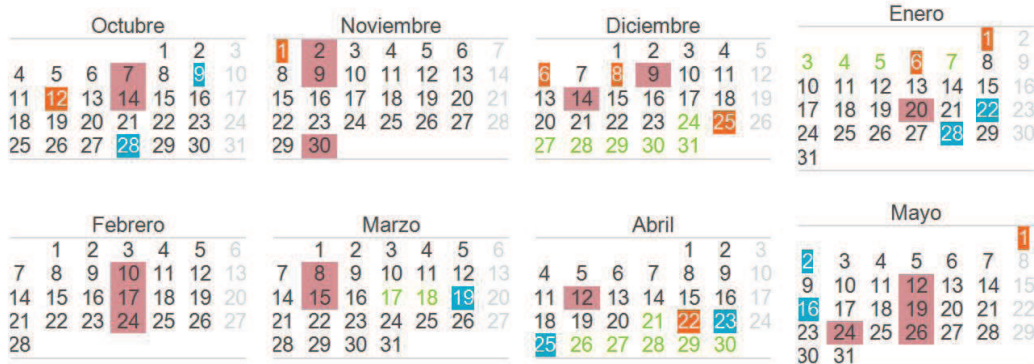 Octubre
1 2 3
4 5 6 7 8 9 10
11 12 13 14 15 16 17
18 19 20 21 22 23 24
25 26 27 28 29 30 31
Noviembre
1 2 3 4 5 6 7
8 9 10 11 12 13 14
15 16 17 18 19 20 21
22 23 24 25 26 27 28
29 30
Diciembre
1 2 3 4 5
6 7 8 9 10 11 12
13 14 15 16 17 18 19
20 21 22 23 24 25 26
27 28 29 30 31
Enero
1 2
3 4 5 6 7 8 9
10 11 12 13 14 15 16
17 18 19 20 21 22 23
24 25 26 27 28 29 30
31
Febrero
1 2 3 4 5 6
7 8 9 10 11 12 13
14 15 16 17 18 19 20
21 22 23 24 25 26 27
28
Marzo
1 2 3 4 5 6
7 8 9 10 11 12 13
14 15 16 17 18 19 20
21 22 23 24 25 26 27
28 29 30 31
Abril
1 2 3
4 5 6 7 8 9 10
11 12 13 14 15 16 17
18 19 20 21 22 23 24
25 26 27 28 29 30
Mayo
1
2 3 4 5 6 7 8
9 10 11 12 13 14 15
16 17 18 19 20 21 22
23 24 25 26 27 28 29
30 31